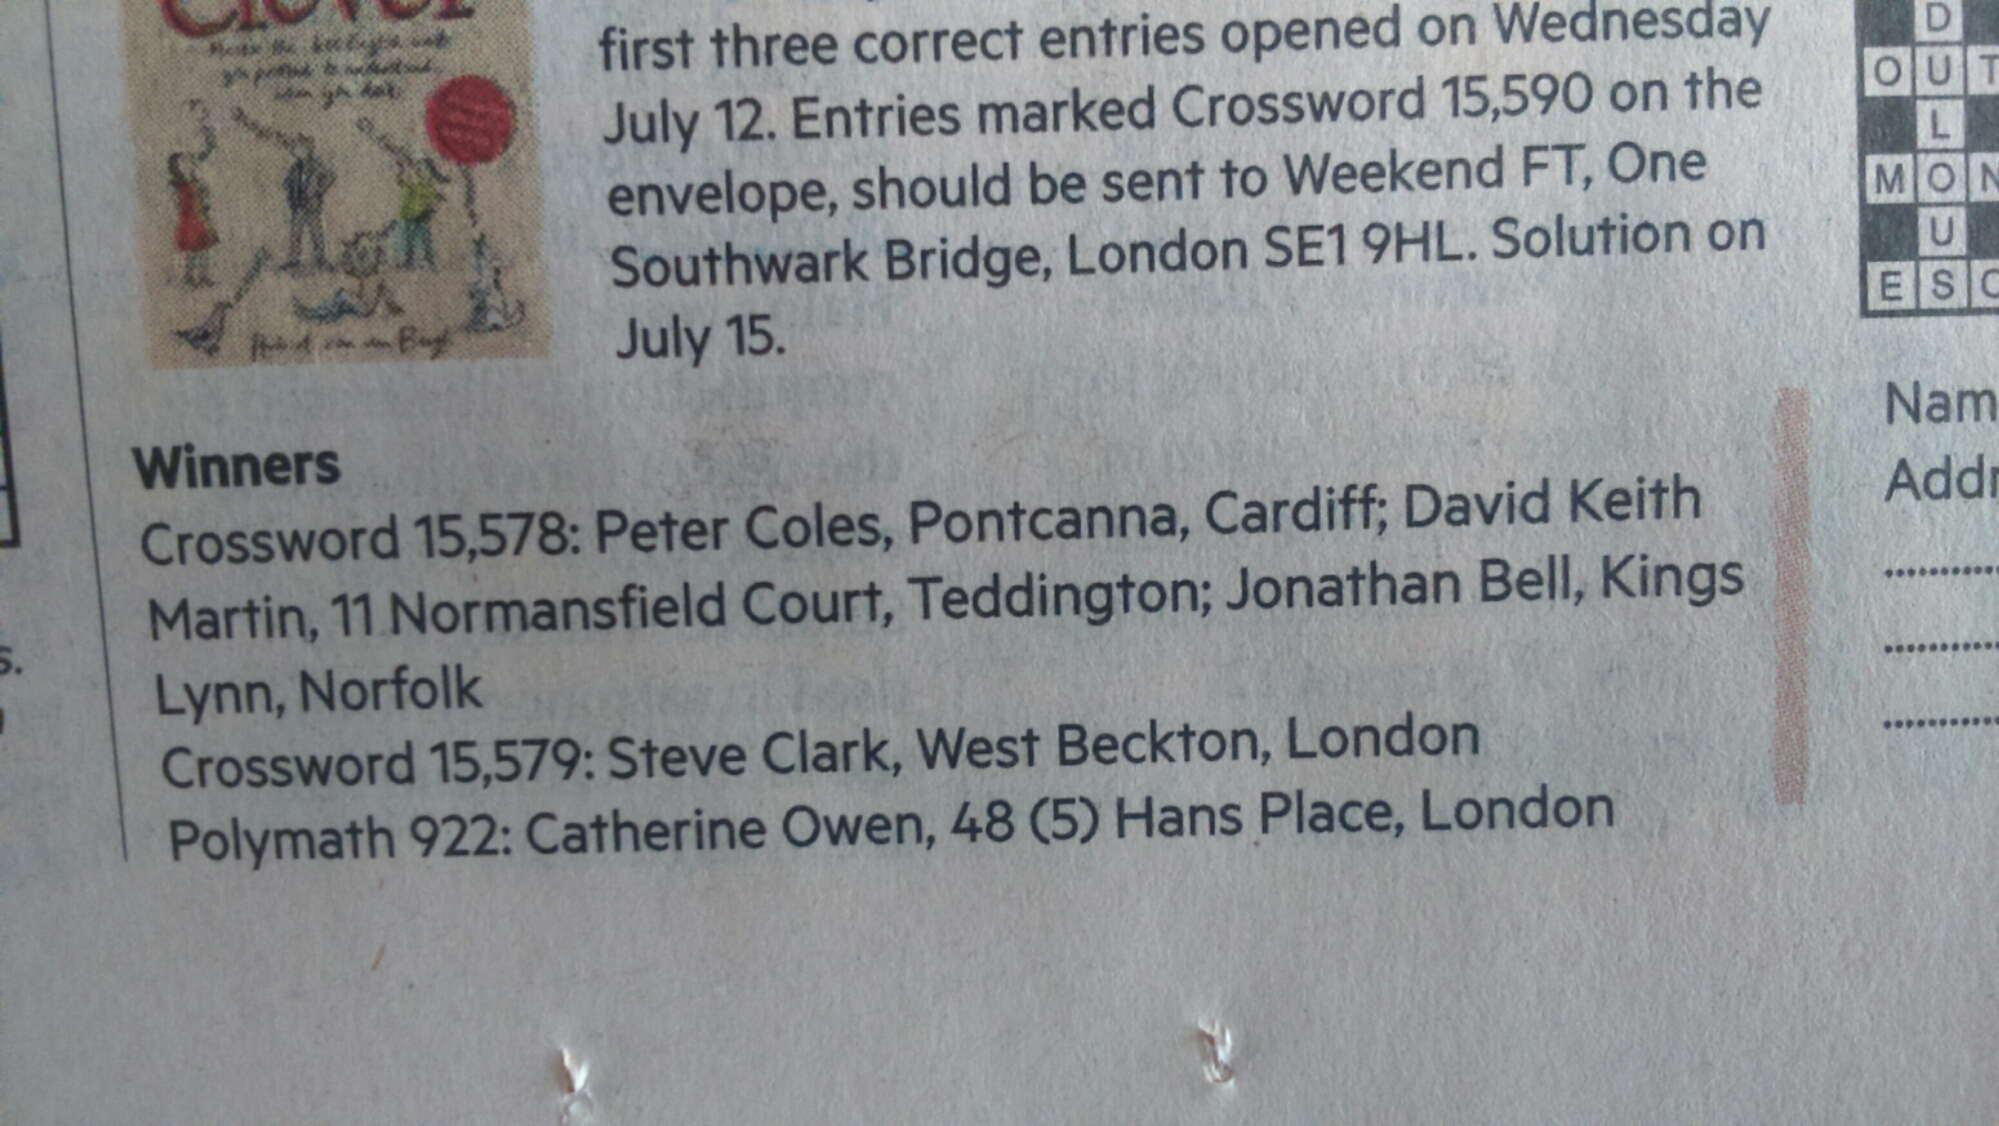 Clever
first three correct entries opened on Wednesday
July 12. Entries marked Crossword 15,590 on the
envelope, should be sent to Weekend FT, One
Southwark Bridge, London SE1 9HL. Solution on
July 15.
Winners
Crossword 15,578: Peter Coles, Pontcanna, Cardiff; David Keith
Martin, 11 Normansfield Court, Teddington; Jonathan Bell, Kings
Lynn, Norfolk
Crossword 15,579: Steve Clark, West Beckton, London
Polymath 922: Catherine Owen, 48 (5) Hans Place, London
D
O U T
L
M O N
U
E S
Nam
Addr